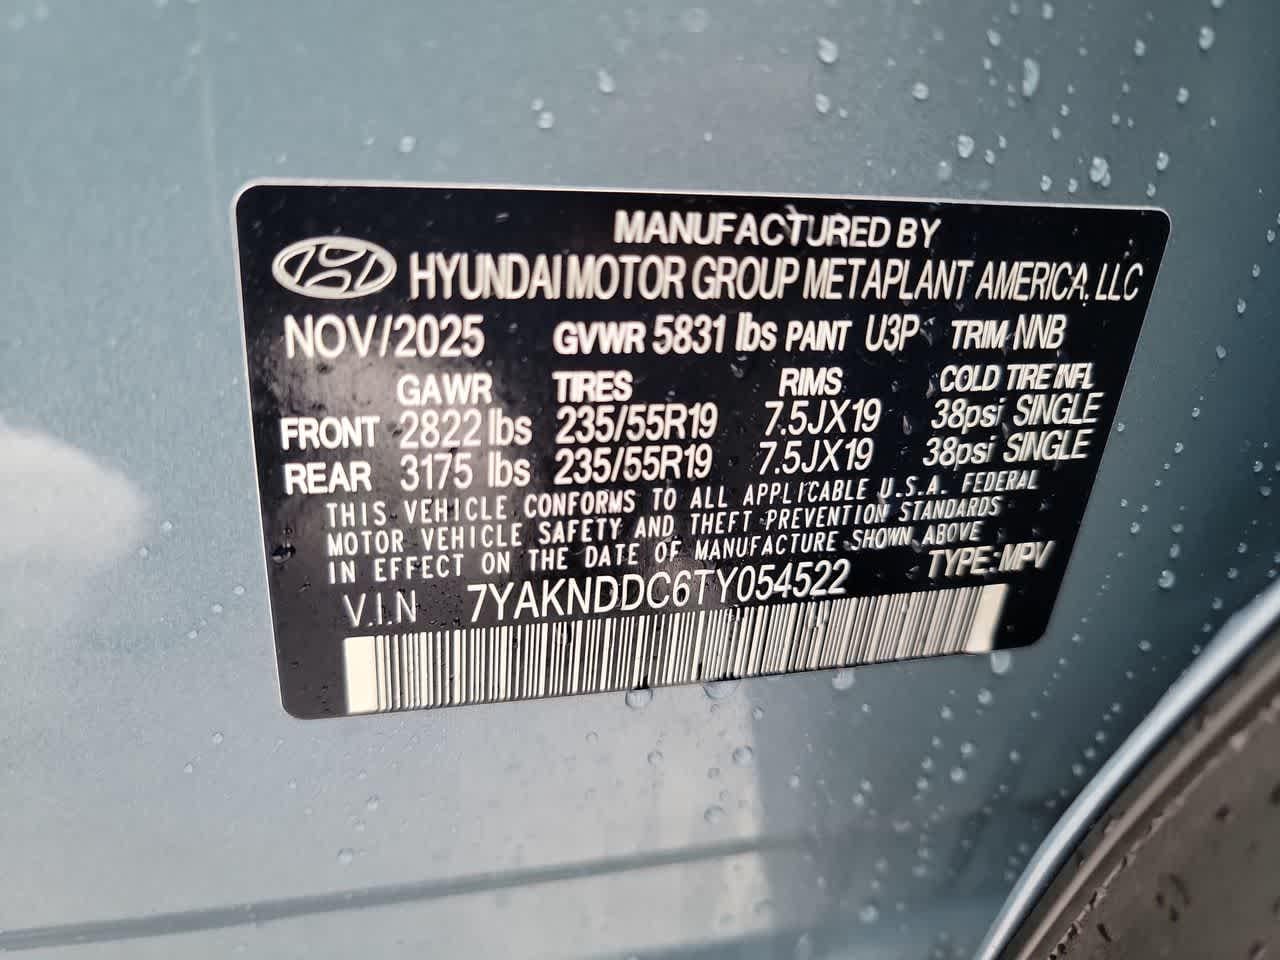 MANUFACTURED BY
HYUNDAI MOTOR GROUP METAPLANT AMERICA, LLC
NOV/2025 GVWR 5831 lbs PAINT U3P TRIM NNB
GAWR TIRES RIMS COLD TIRE INFL
FRONT 2822 lbs 235/55R19 7.5JX19 38psi SINGLE
REAR 3175 lbs 235/55R19 7.5JX19 38psi SINGLE
THIS VEHICLE CONFORMS TO ALL APPLICABLE U.S.A. FEDERAL
MOTOR VEHICLE SAFETY AND THEFT PREVENTION STANDARDS
IN EFFECT ON THE DATE OF MANUFACTURE SHOWN ABOVE
V.I.N 7YAKNDDC6TY054522 TYPE: MPV